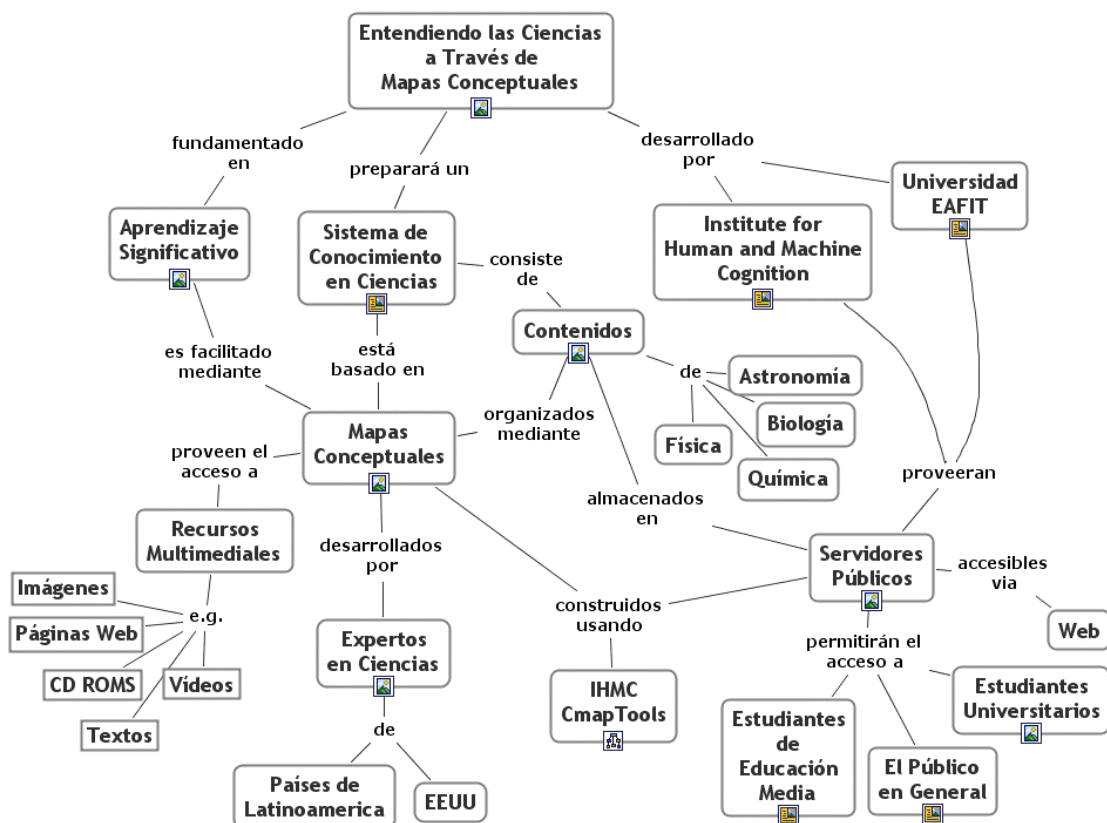 Entendiendo las Ciencias
a Través de
Mapas Conceptuales
fundamentado
en
preparará un
desarrollado
por
Universidad
EAFIT
Aprendizaje
Significativo
Sistema de
Conocimiento
en Ciencias
Institute for
Human and Machine
Cognition
consiste
de
Contenidos
es facilitado
mediante
está
basado en
de
Astronomía
Biología
Física
Química
organizados
mediante
Mapas
Conceptuales
proveen el
acceso a
almacenados
en
proveeran
Recursos
Multimediales
desarrollados
por
Servidores
Públicos
accesibles
via
Web
Imágenes
e.g.
Páginas Web
CD ROMS
Vídeos
Textos
construidos
usando
Expertos
en Ciencias
permitirán el
acceso a
IHMC
CmapTools
Estudiantes
Universitarios
de
Estudiantes
de
Educación
Media
El Público
en General
Países de
Latinoamerica
EEUU